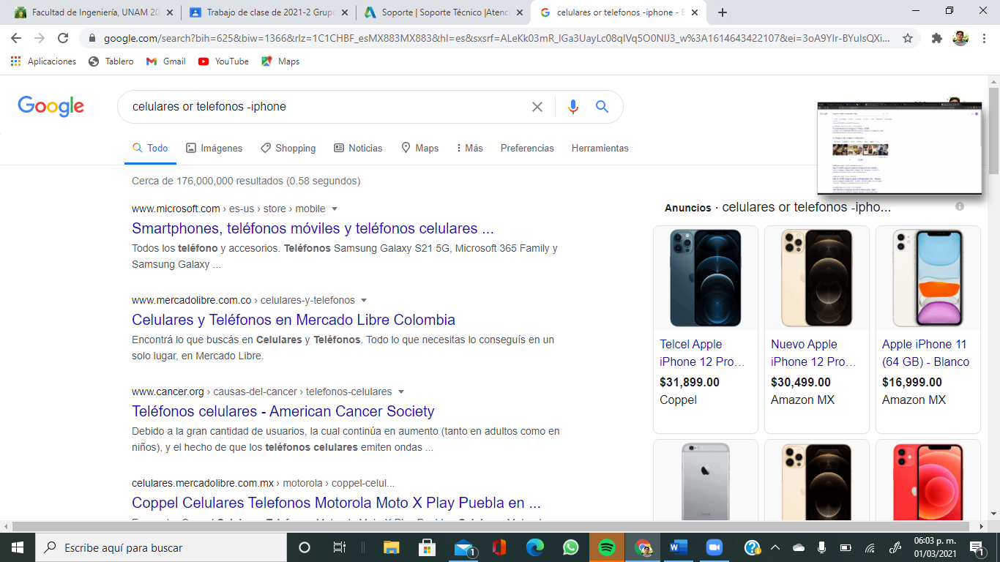 Facultad de Ingeniería, UNAM 20
Trabajo de clase de 2021-2 Grupo
Soporte | Soporte Técnico |Atenci
celulares or telefonos -iphone - B
google.com/search?bih=625&biw=1366&rlz=1C1CHBF_esMX883MX883&hl=es&sxsrf=ALeKk03mR_IGa3UayLc08qIVq5O0NIJ3_w%3A1614643422107&ei=3oA9YIr-BYulsQXi...
Aplicaciones
Tablero
Gmail
YouTube
Maps
Google
celulares or telefonos -iphone
Todo
Imágenes
Shopping
Noticias
Maps
Más
Preferencias
Herramientas
Cerca de 176,000,000 resultados (0.58 segundos)
www.microsoft.com › es-us › store › mobile
Smartphones, teléfonos móviles y teléfonos celulares ...
Todos los teléfono y accesorios. Teléfonos Samsung Galaxy S21 5G, Microsoft 365 Family y
Samsung Galaxy ...
www.mercadolibre.com.co › celulares-y-telefonos
Celulares y Teléfonos en Mercado Libre Colombia
Encontrá lo que buscás en Celulares y Teléfonos. Todo lo que necesitas lo conseguís en un
solo lugar, en Mercado Libre.
www.cancer.org › causas-del-cancer › telefonos-celulares
Teléfonos celulares - American Cancer Society
Debido a la gran cantidad de usuarios, la cual continúa en aumento (tanto en adultos como en
niños), y el hecho de que los teléfonos celulares emiten ondas ...
celulares.mercadolibre.com.mx › motorola › coppel-celul...
Coppel Celulares Telefonos Motorola Moto X Play Puebla en ...
Anuncios · celulares or telefonos -ipho...
Telcel Apple
iPhone 12 Pro…
$31,899.00
Coppel
Nuevo Apple
iPhone 12 Pro…
$30,499.00
Amazon MX
Apple iPhone 11
(64 GB) - Blanco
$16,999.00
Amazon MX
Escribe aquí para buscar
1
06:03 p. m.
01/03/2021
1